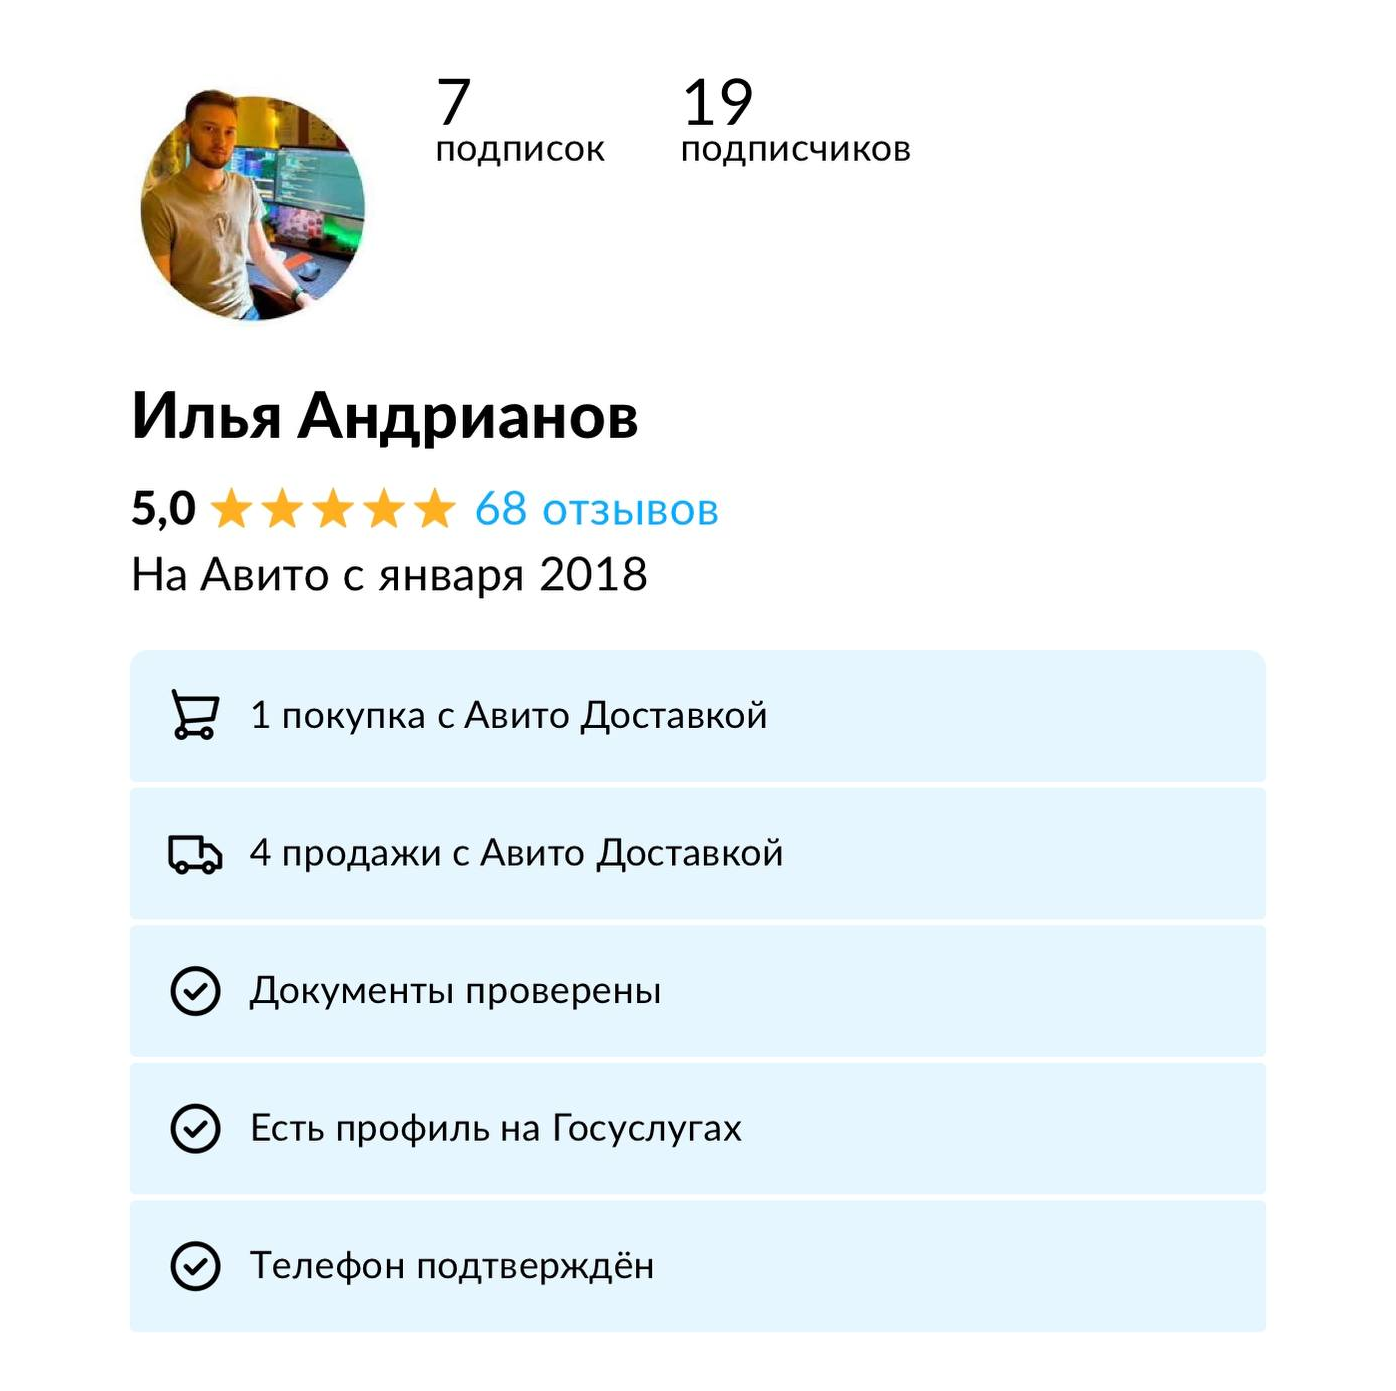 7
подписок
19
подписчиков
Илья Андрианов
5,0 68 отзывов
На Авито с января 2018
1 покупка с Авито Доставкой
4 продажи с Авито Доставкой
Документы проверены
Есть профиль на Госуслугах
Телефон подтверждён